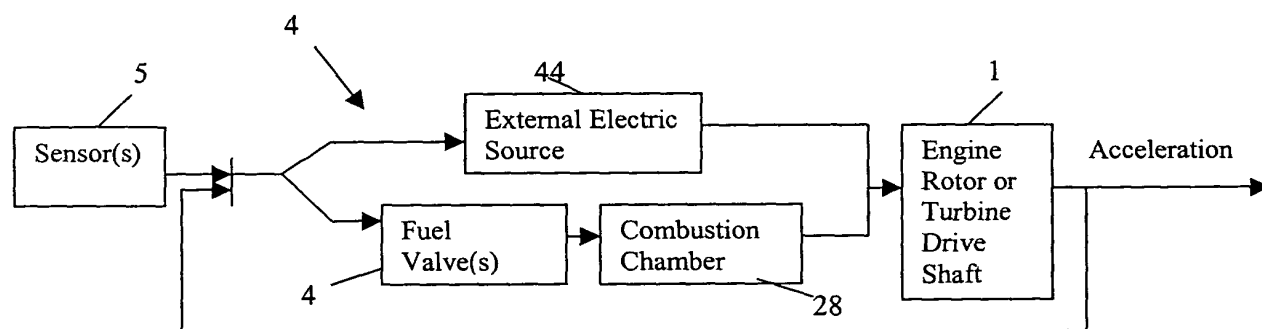 4
5
44
1
Sensor(s)
External Electric
Source
Engine
Rotor or
Turbine
Drive
Shaft
Acceleration
Fuel
Valve(s)
Combustion
Chamber
4
28